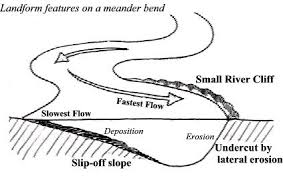 Landform features on a meander bend
Small River Cliff
Fastest Flow
Slowest Flow
Deposition
Erosion
Undercut by
lateral erosion
Slip-off slope